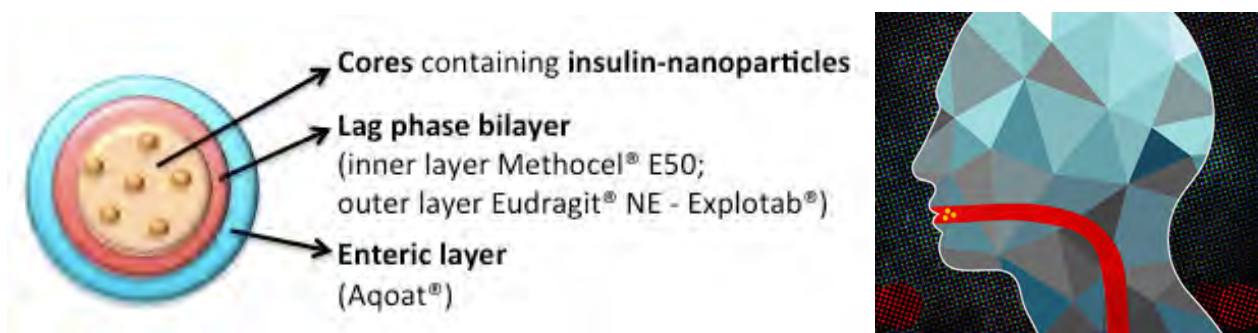 Cores containing insulin-nanoparticles
Lag phase bilayer
(inner layer Methocel® E50;
outer layer Eudragit® NE - Explotab®)
Enteric layer
(Aqoat®)